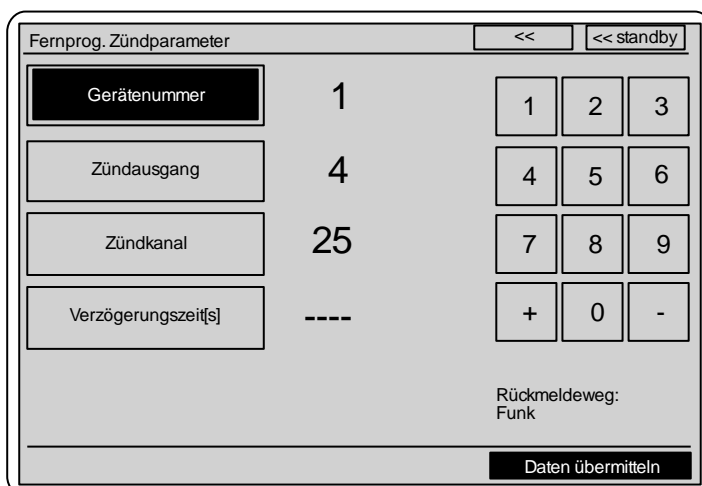 Fernprog. Zündparameter << << standby
Gerätenummer 1
1 2 3
Zündausgang 4
4 5 6
Zündkanal 25
7 8 9
Verzögerungszeit[s] ----
+ 0 -
Rückmeldeweg:
Funk
Daten übermitteln